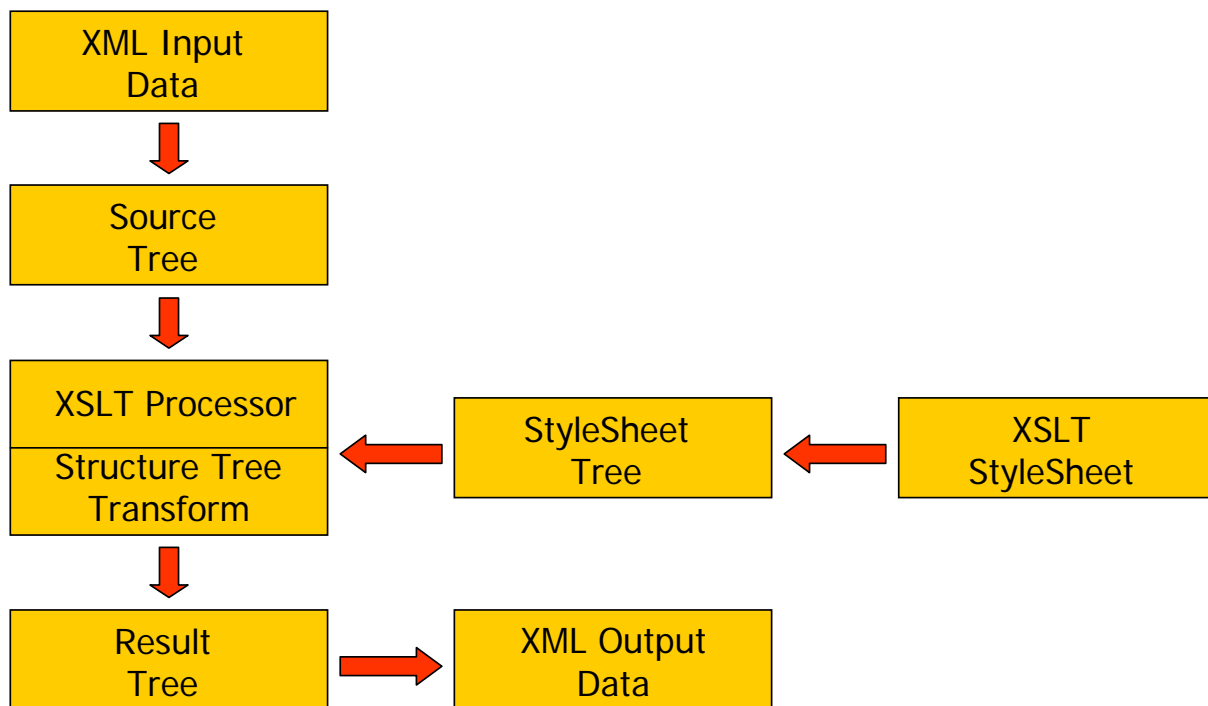 XML Input
Data
Source
Tree
XSLT Processor
Structure Tree
Transform
StyleSheet
Tree
XSLT
StyleSheet
Result
Tree
XML Output
Data